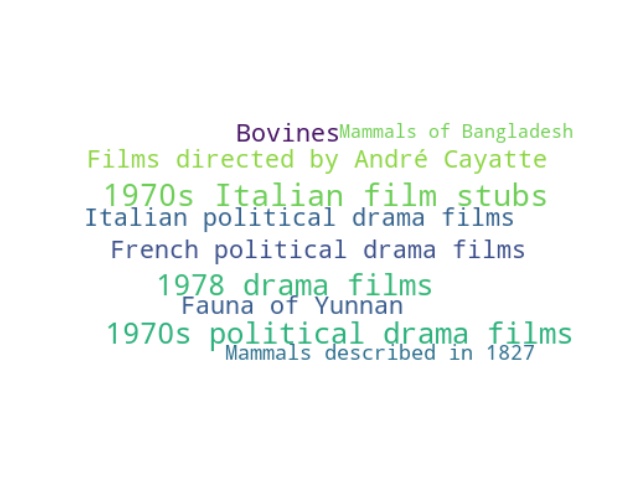 Bovines
Mammals of Bangladesh
Films directed by André Cayatte
1970s Italian film stubs
Italian political drama films
French political drama films
1978 drama films
Fauna of Yunnan
1970s political drama films
Mammals described in 1827